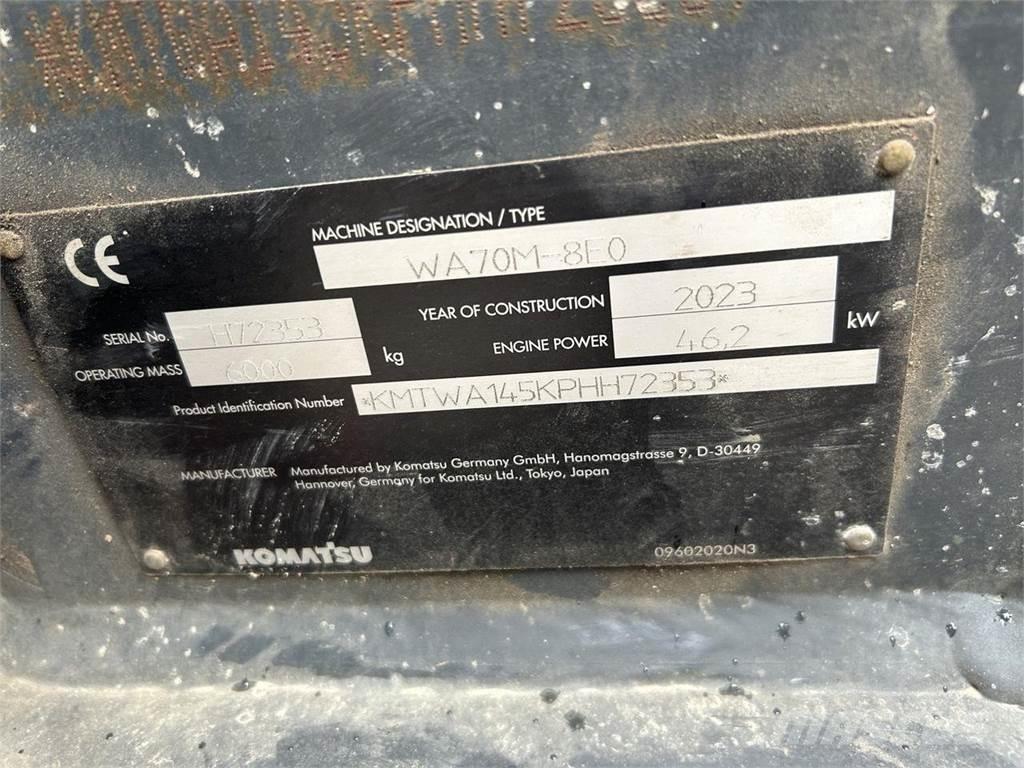 CE
MACHINE DESIGNATION / TYPE
WA70M-8E0
YEAR OF CONSTRUCTION 2023
SERIAL No. H72353
ENGINE POWER 46,2 kW
OPERATING MASS 6000 kg
Product Identification Number *KMTWA145KPHH72353*
MANUFACTURER Manufactured by Komatsu Germany GmbH, Hanomagstrasse 9, D-30449
Hannover, Germany for Komatsu Ltd., Tokyo, Japan
KOMATSU
09602020N3